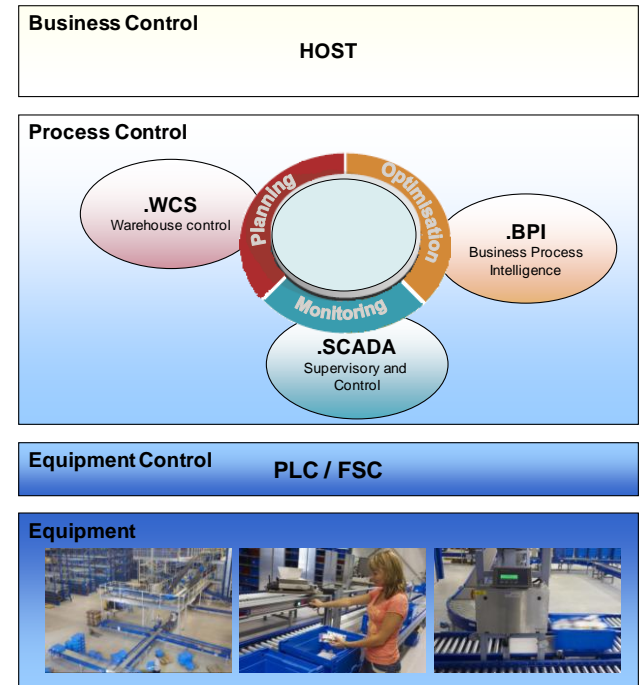 Business Control
HOST
Process Control
Planning
Optimisation
Monitoring
.WCS
Warehouse control
.BPI
Business Process
Intelligence
.SCADA
Supervisory and
Control
Equipment Control
PLC / FSC
Equipment